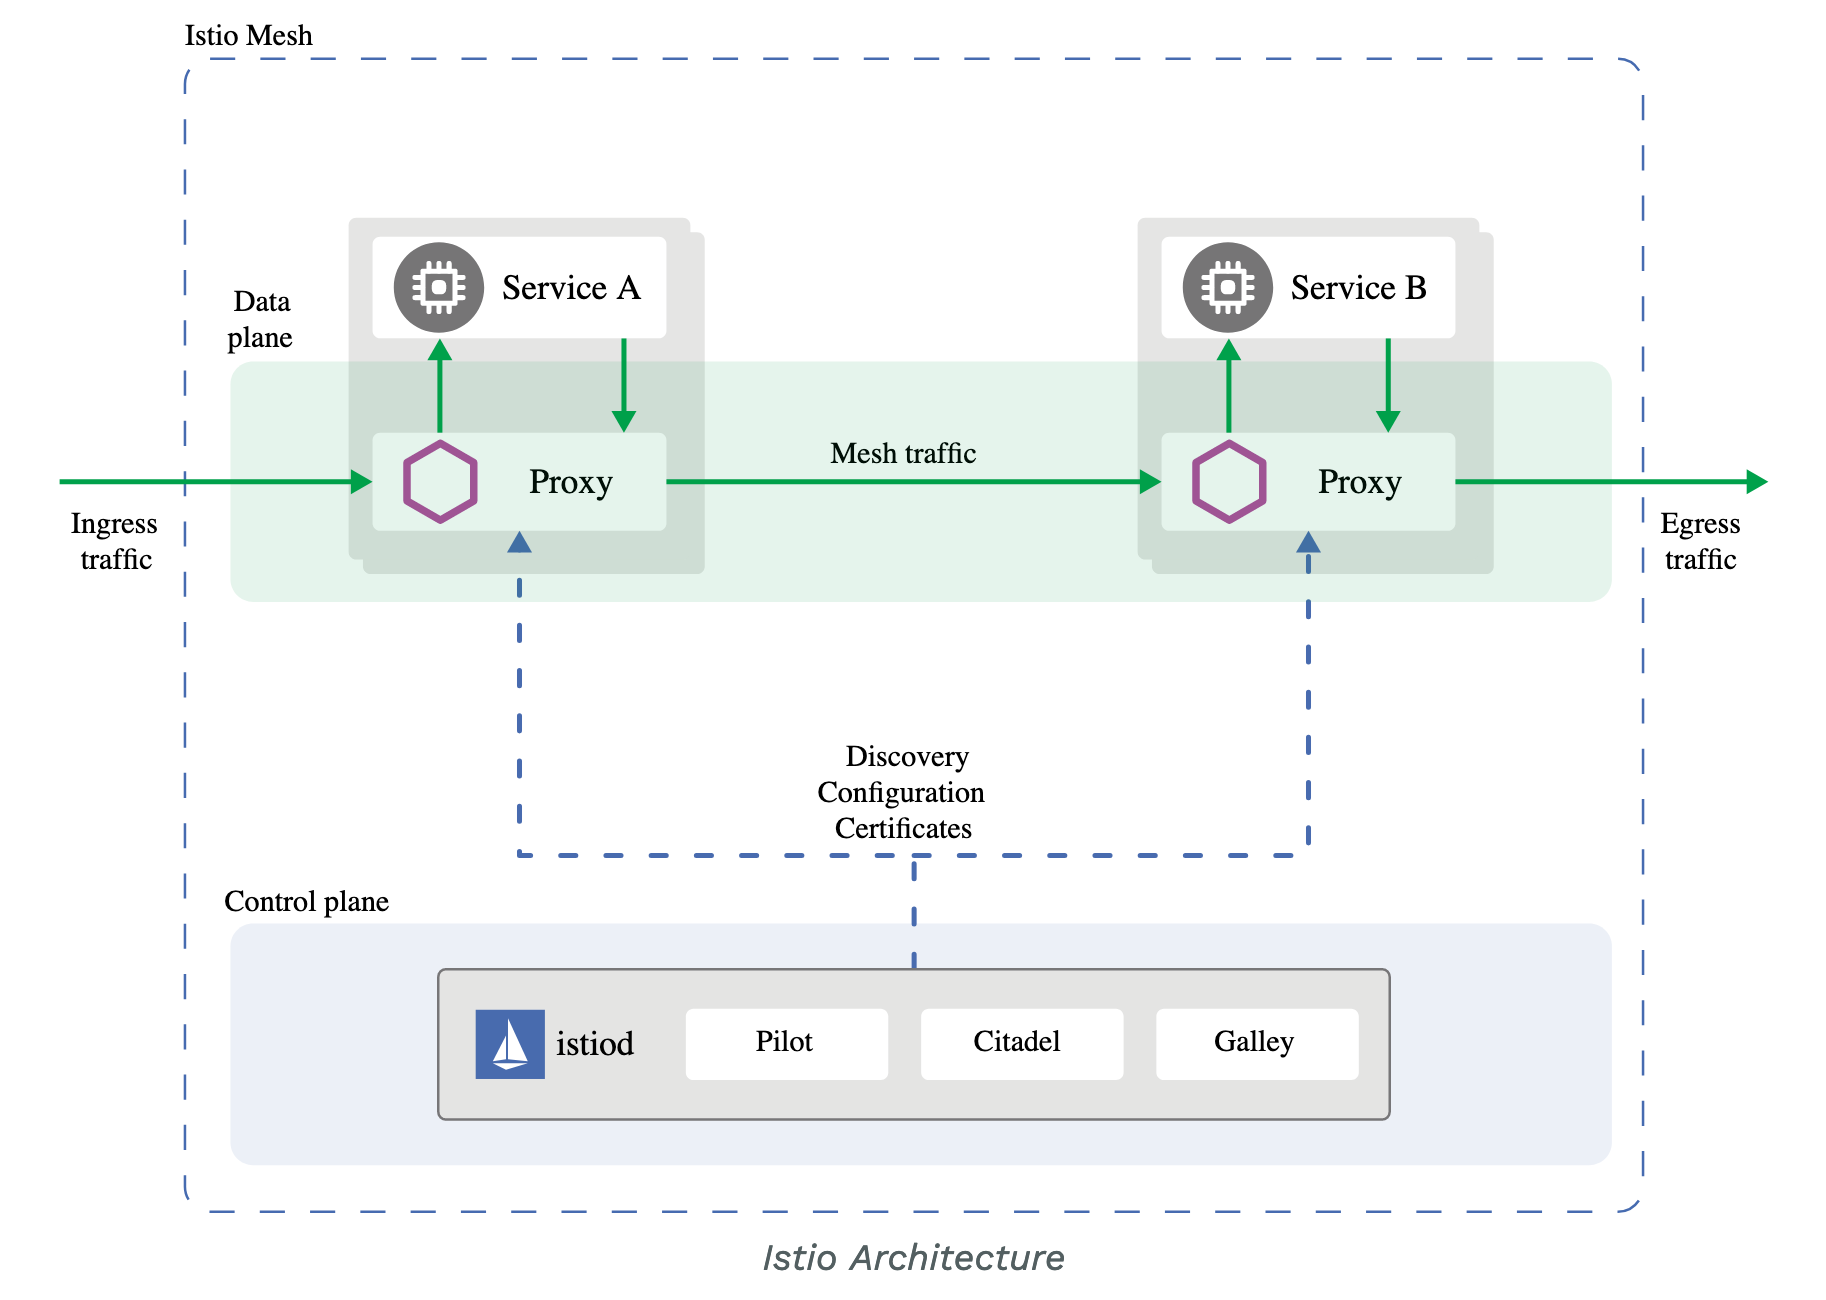 Istio Mesh
Service A
Service B
Data
plane
Mesh traffic
Proxy
Proxy
Ingress
traffic
Egress
traffic
Discovery
Configuration
Certificates
Control plane
istiod
Pilot
Citadel
Galley
Istio Architecture